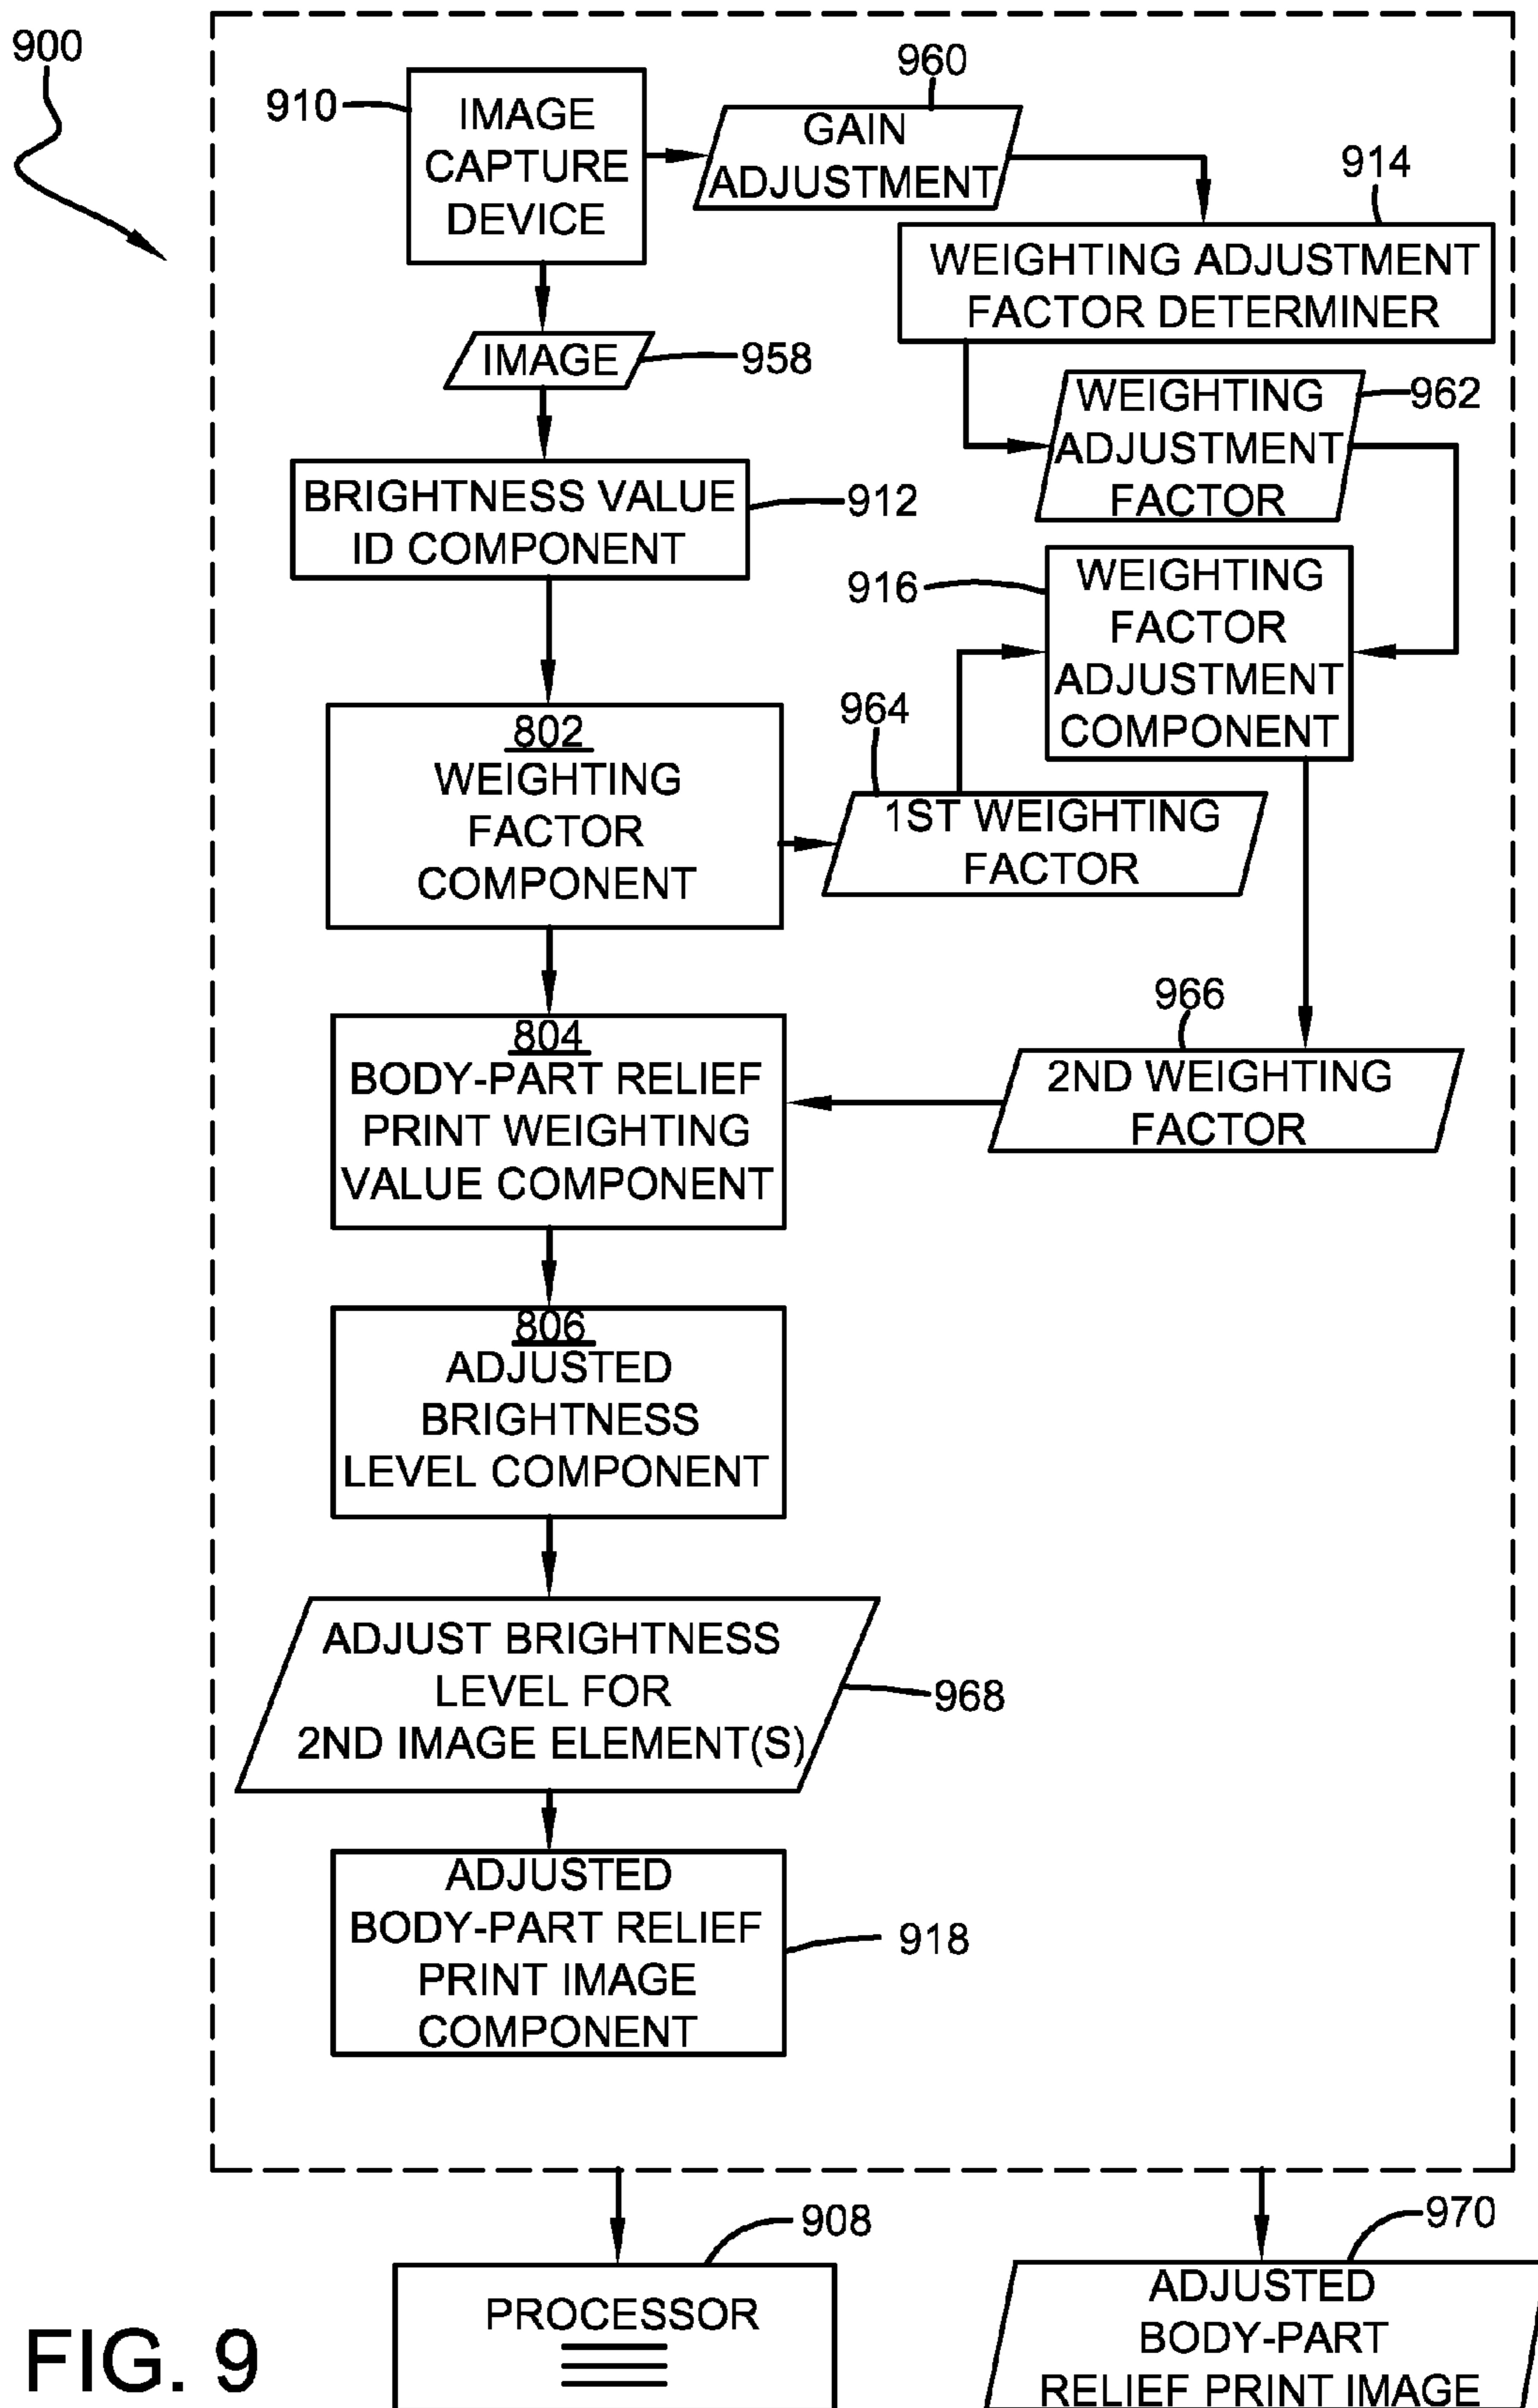 900
910
IMAGE
CAPTURE
DEVICE
960
GAIN
ADJUSTMENT
914
WEIGHTING ADJUSTMENT
FACTOR DETERMINER
IMAGE
958
WEIGHTING
ADJUSTMENT
FACTOR
962
BRIGHTNESS VALUE
ID COMPONENT
912
916
WEIGHTING
FACTOR
ADJUSTMENT
COMPONENT
802
WEIGHTING
FACTOR
COMPONENT
964
1ST WEIGHTING
FACTOR
966
2ND WEIGHTING
FACTOR
804
BODY-PART RELIEF
PRINT WEIGHTING
VALUE COMPONENT
806
ADJUSTED
BRIGHTNESS
LEVEL COMPONENT
ADJUST BRIGHTNESS
LEVEL FOR
2ND IMAGE ELEMENT(S)
968
ADJUSTED
BODY-PART RELIEF
PRINT IMAGE
COMPONENT
918
908
PROCESSOR
970
ADJUSTED
BODY-PART
RELIEF PRINT IMAGE
FIG. 9